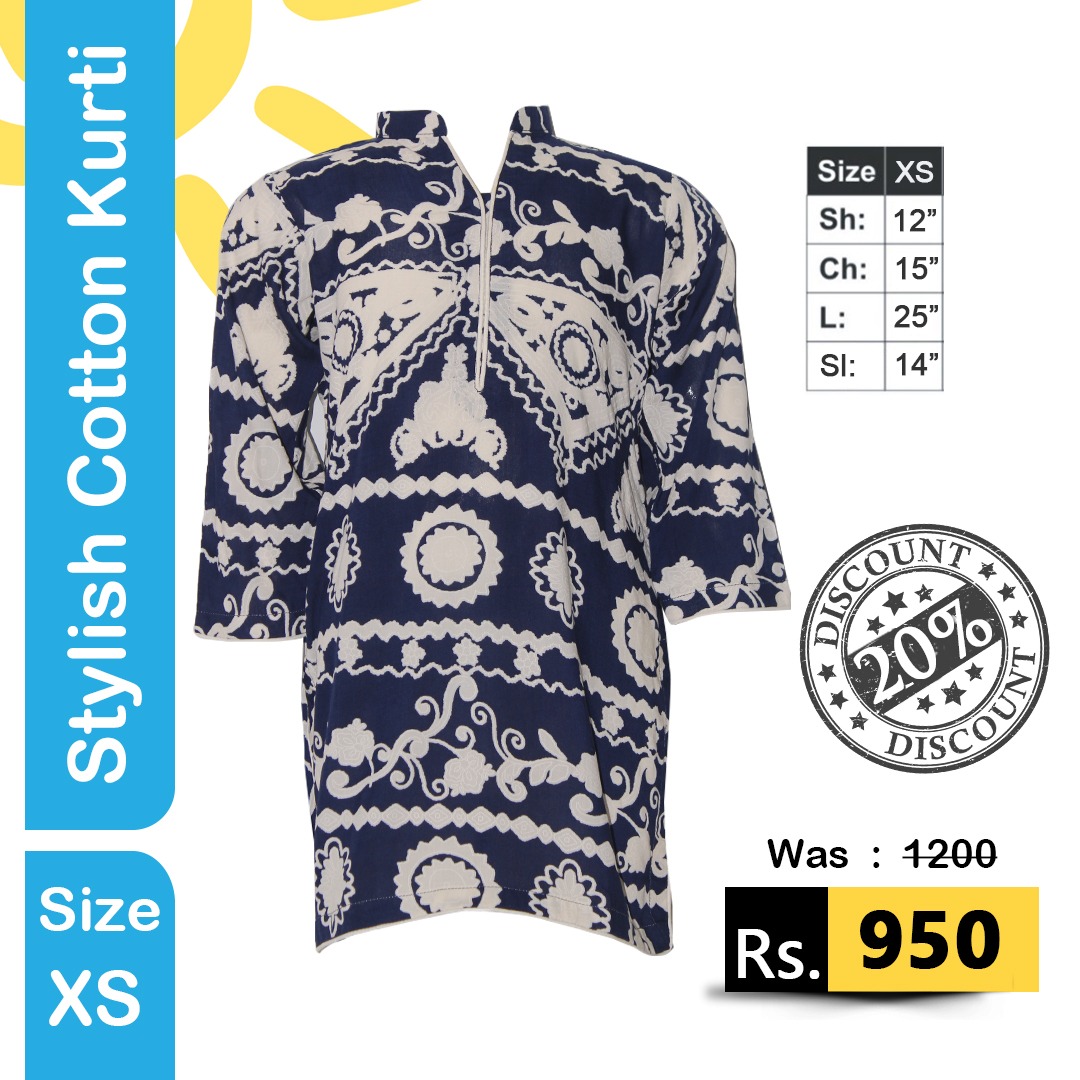 Stylish Cotton Kurti
Size
XS
Size XS
Sh: 12”
Ch: 15”
L: 25”
Sl: 14”
DISCOUNT
20%
DISCOUNT
Was : 1200
Rs. 950